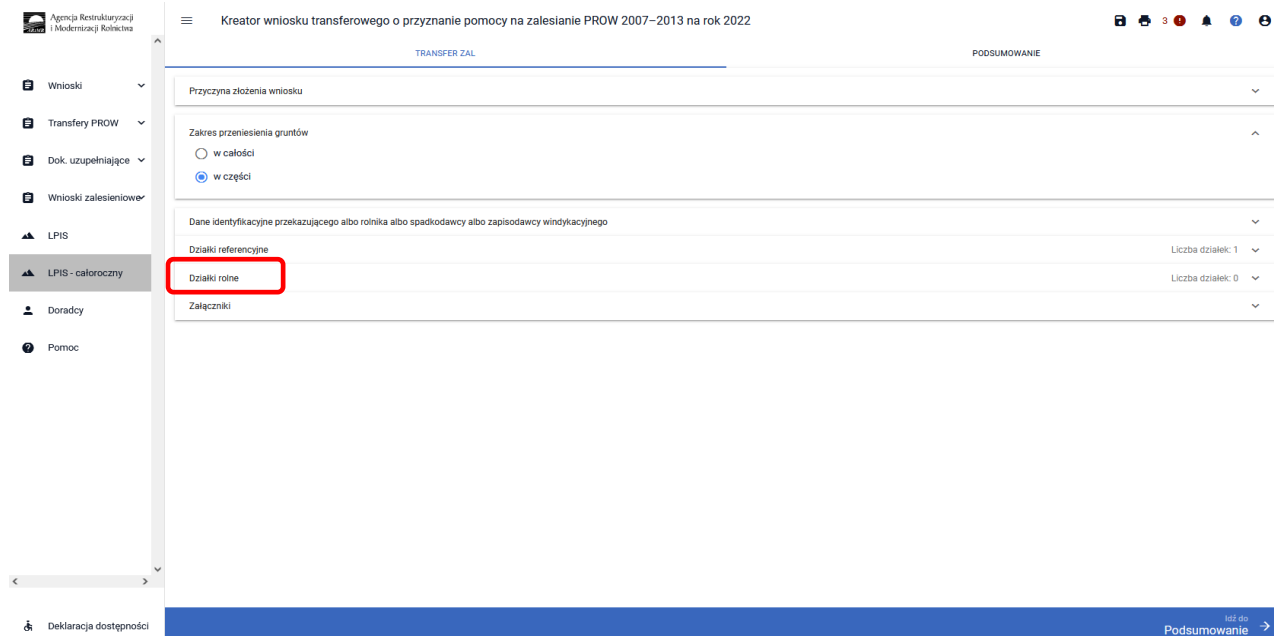 Agencja Restrukturyzacji
i Modernizacji Rolnictwa
Kreator wniosku transferowego o przyznanie pomocy na zalesianie PROW 2007–2013 na rok 2022
3
TRANSFER ZAL
PODSUMOWANIE
Wnioski
Transfery PROW
Dok. uzupełniające
Wnioski zalesieniowe
LPIS
LPIS - całoroczny
Doradcy
Pomoc
Przyczyna złożenia wniosku
Zakres przeniesienia gruntów
w całości
w części
Dane identyfikacyjne przekazującego albo rolnika albo spadkodawcy albo zapisodawcy windykacyjnego
Działki referencyjne
Liczba działek: 1
Działki rolne
Liczba działek: 0
Załączniki
Deklaracja dostępności
Idź do
Podsumowanie